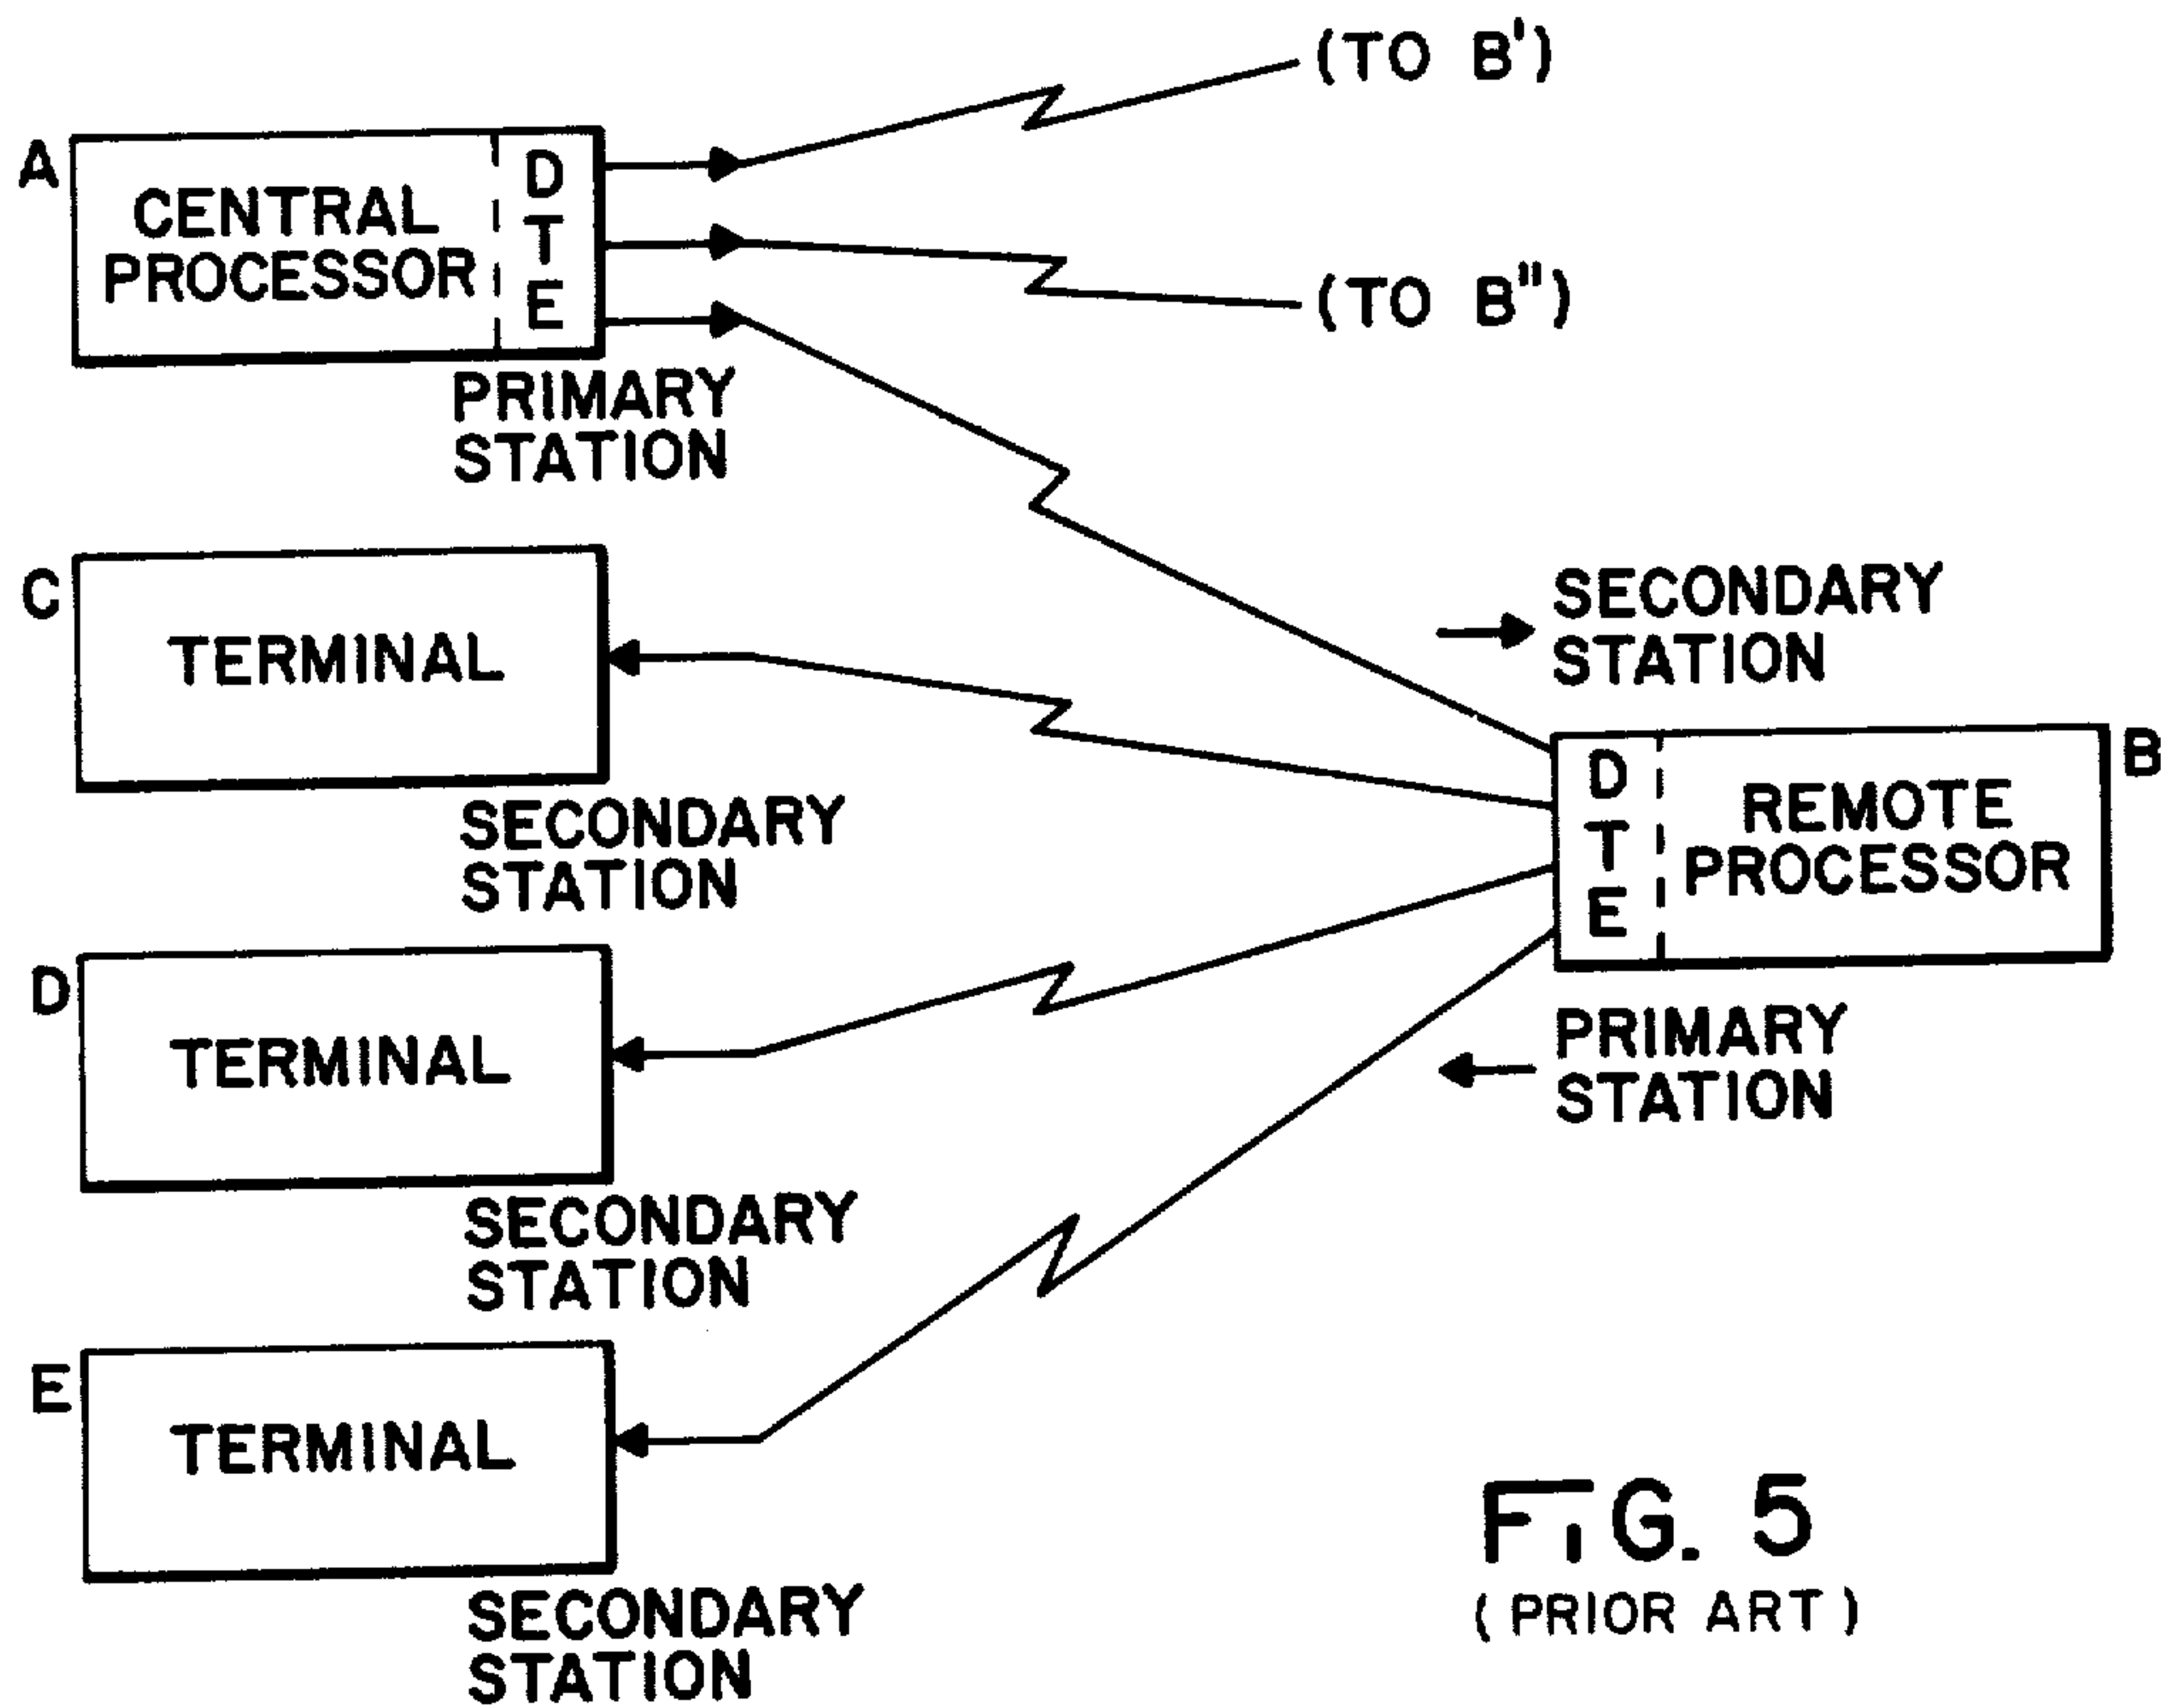 (TO B')
A
CENTRAL
PROCESSOR
D
T
E
(TO B")
PRIMARY
STATION
C
TERMINAL
SECONDARY
STATION
SECONDARY
STATION
D
T
E
REMOTE
PROCESSOR
B
D
TERMINAL
PRIMARY
STATION
SECONDARY
STATION
E
TERMINAL
SECONDARY
STATION
FIG. 5
(PRIOR ART)